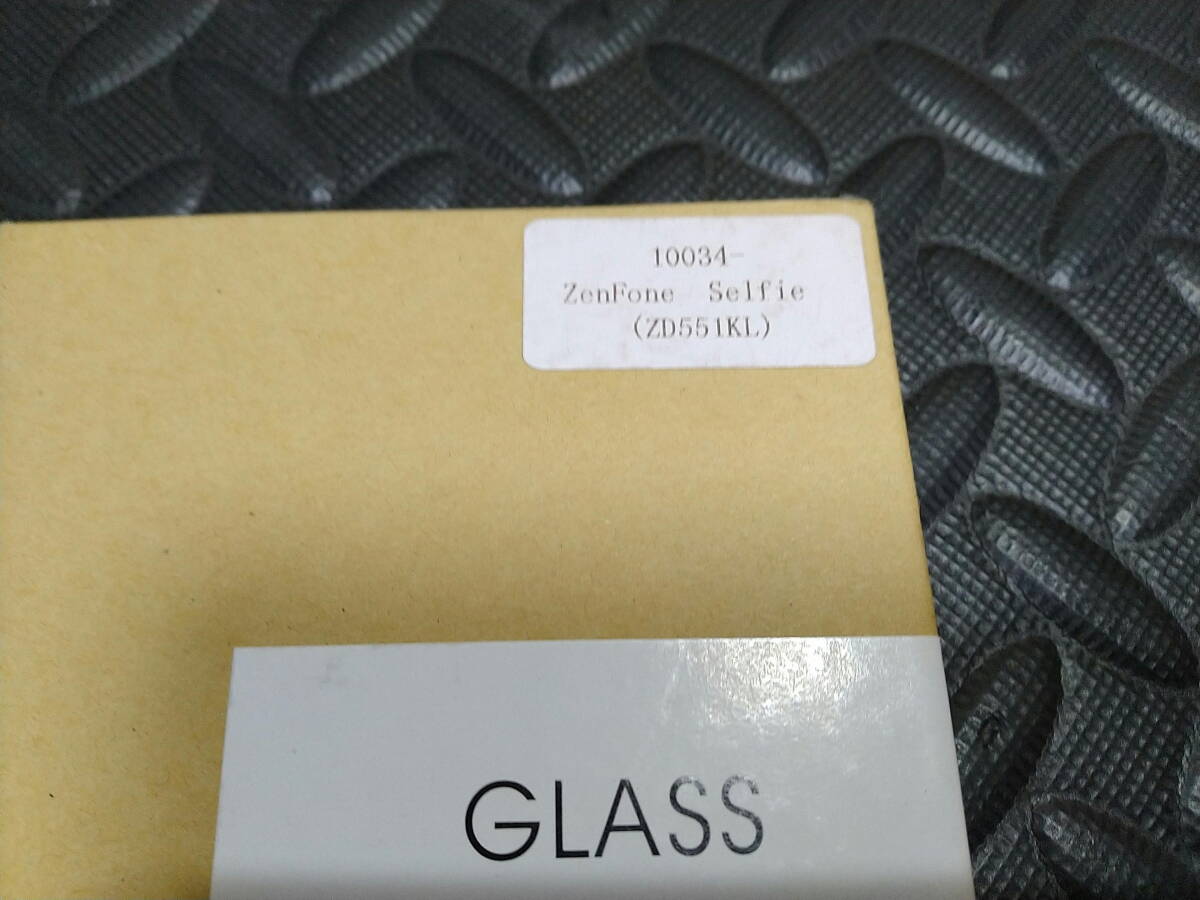 10034-
ZenFone Selfie
(ZD551KL)
GLASS